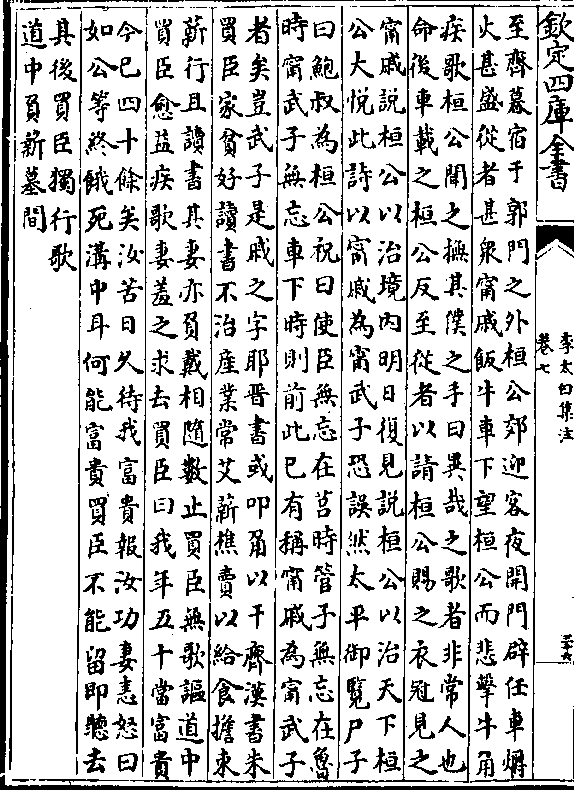 欽定四庫全書
李太白集注
卷七
至齊暮宿于郭門之外桓公郊迎客夜開門辟任車爝
火甚盛從者甚衆甯戚飯牛車下望桓公而悲擊牛角
疾歌桓公聞之撫其僕之手曰異哉之歌者非常人也
命後車載之桓公反至從者以請桓公賜之衣冠見之
甯戚說桓公以治境内明日復見說桓公以治天下桓
公大悦此詩以甯戚為甯武子恐誤然太平御覽尸子
曰鮑叔為桓公祝曰使臣無忘在莒時管子無忘在魯
時甯武子無忘車下時則前此已有稱甯戚為甯武子
者矣豈武子是戚之字耶晋書或叩角以干齊漢書朱
買臣家貧好讀書不治産業常艾薪樵賣以給食擔束
薪行且讀書其妻亦負戴相隨數止買臣無歌謳道中
買臣愈益疾歌妻羞之求去買臣曰我年五十當富貴
今已四十餘矣汝苦日久待我富貴報汝功妻恚怒曰
如公等終餓死溝中耳何能富貴買臣不能留即聽去
其後買臣獨行歌
道中負薪墓間